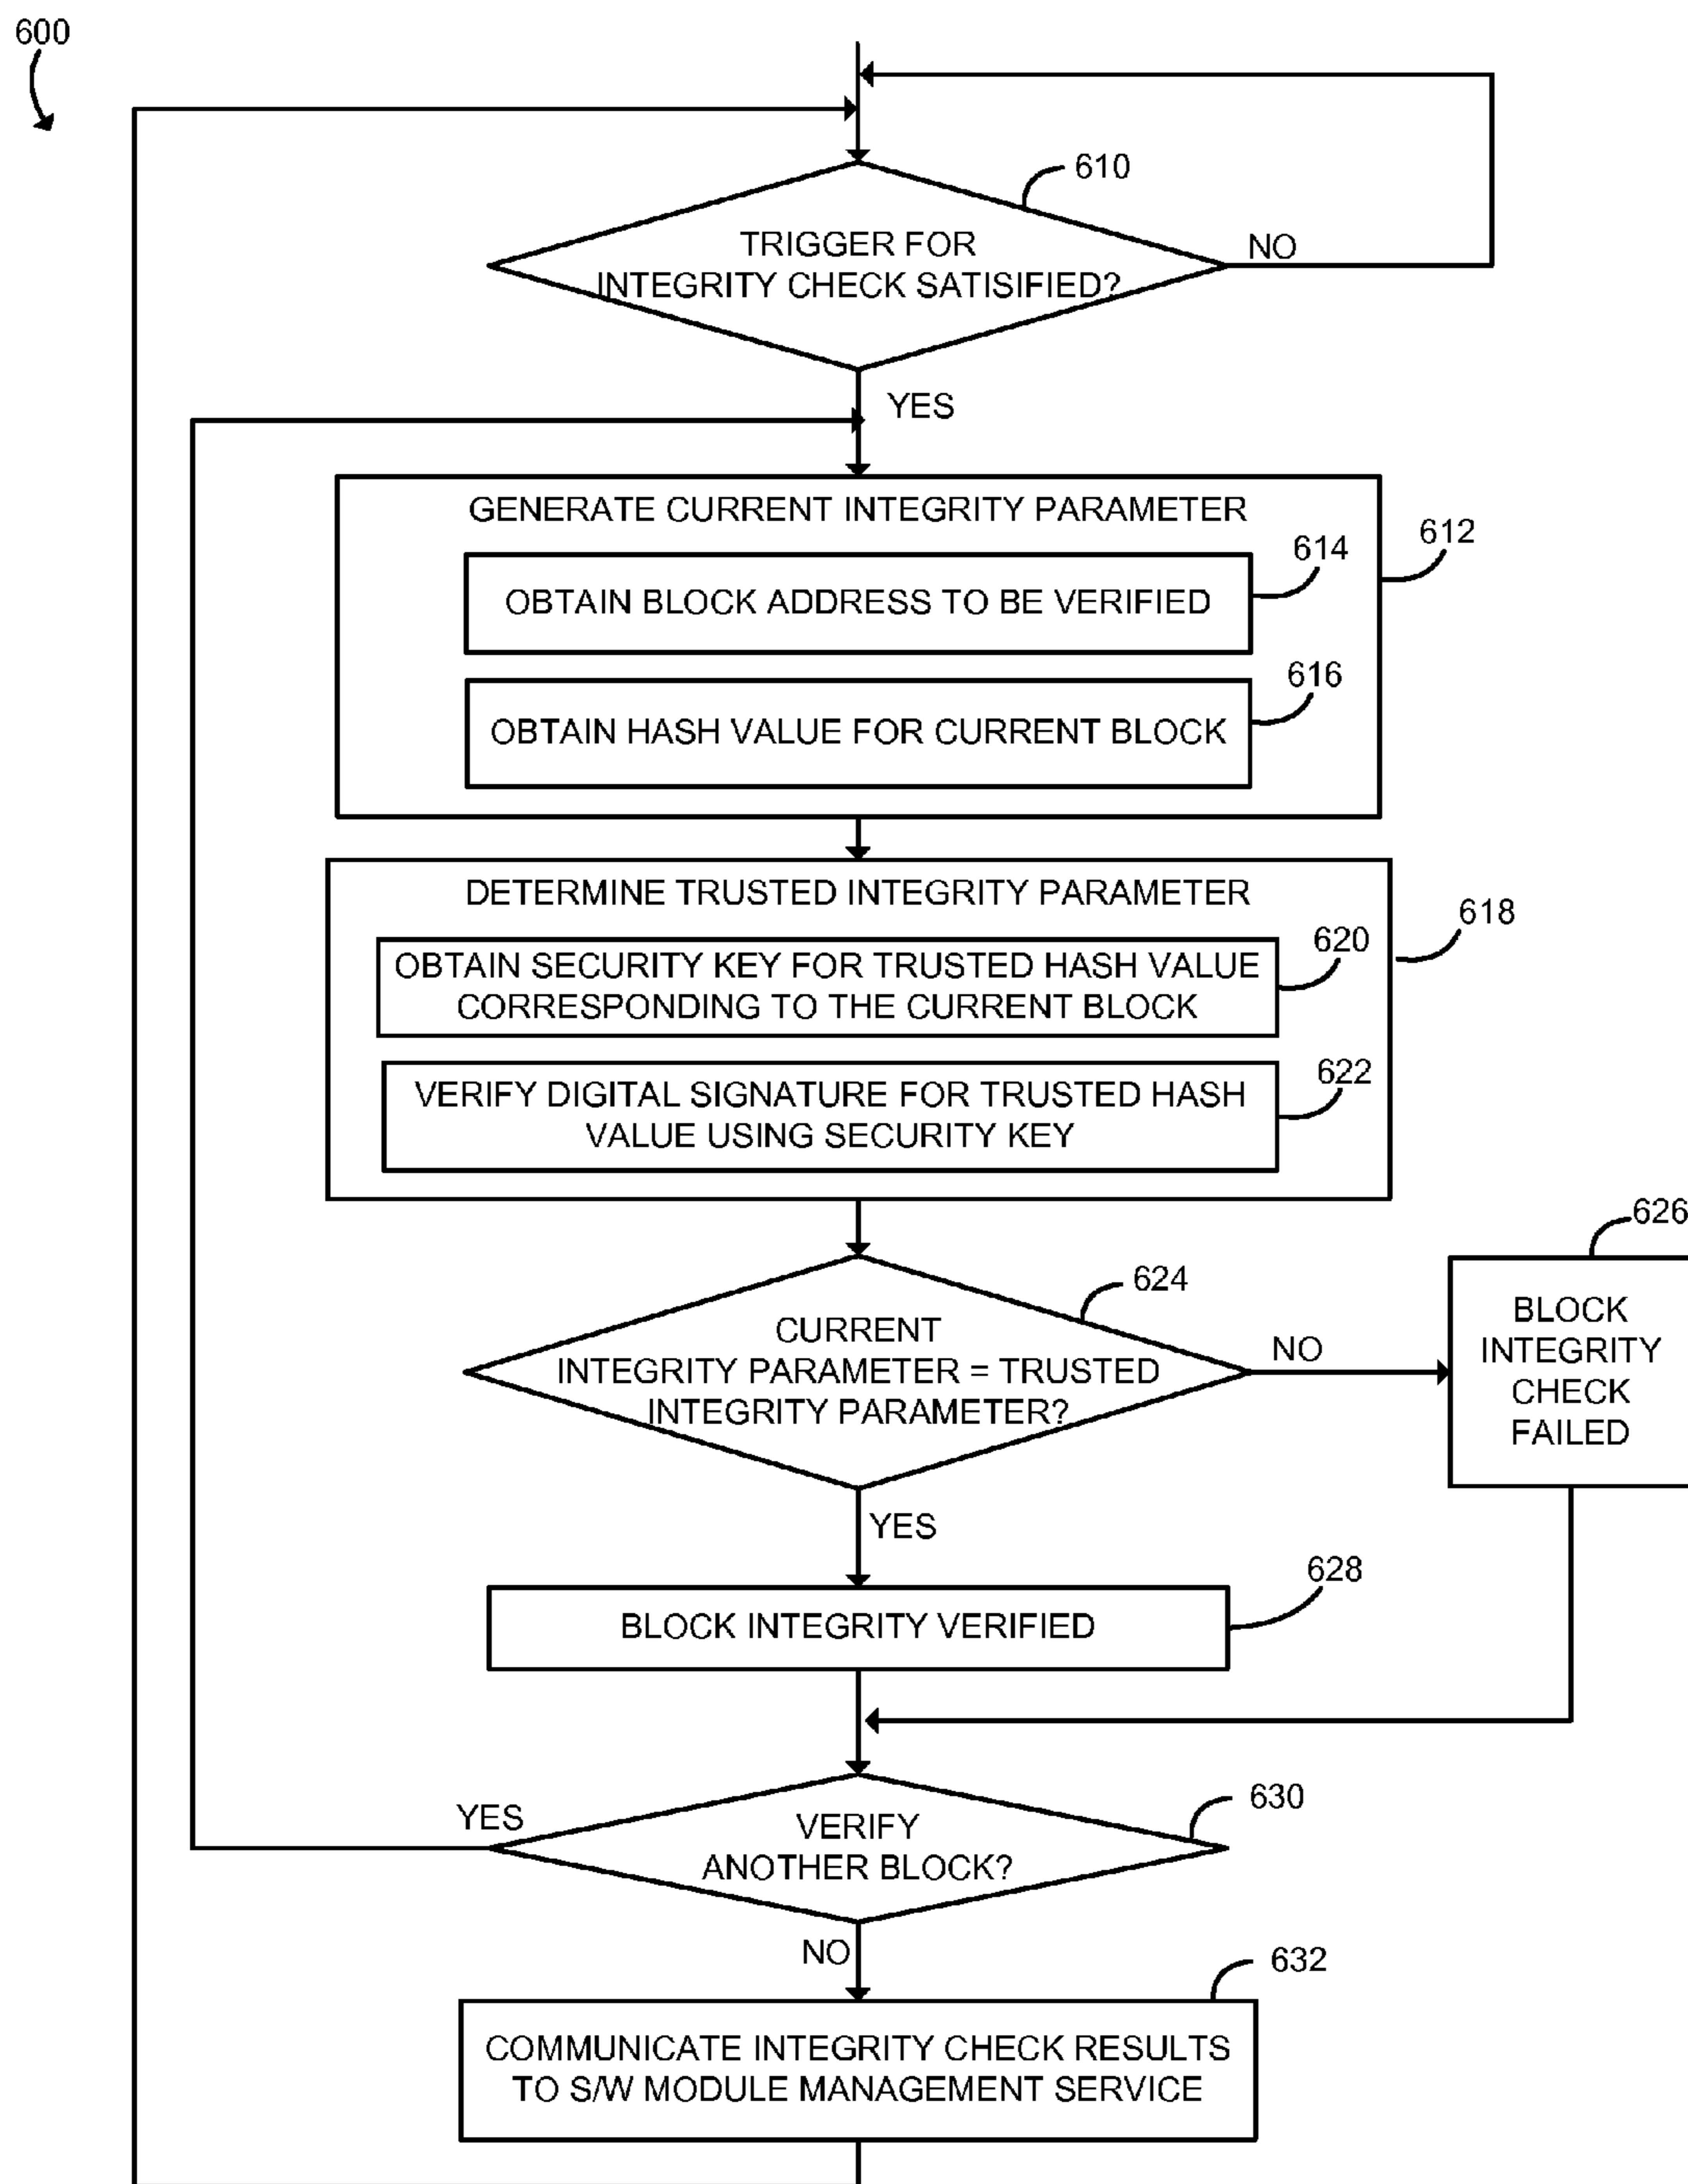 600
610
TRIGGER FOR
INTEGRITY CHECK SATISIFIED?
NO
YES
GENERATE CURRENT INTEGRITY PARAMETER
612
614
OBTAIN BLOCK ADDRESS TO BE VERIFIED
616
OBTAIN HASH VALUE FOR CURRENT BLOCK
DETERMINE TRUSTED INTEGRITY PARAMETER
618
620
OBTAIN SECURITY KEY FOR TRUSTED HASH VALUE
CORRESPONDING TO THE CURRENT BLOCK
622
VERIFY DIGITAL SIGNATURE FOR TRUSTED HASH
VALUE USING SECURITY KEY
624
CURRENT
INTEGRITY PARAMETER = TRUSTED
INTEGRITY PARAMETER?
NO
626
BLOCK
INTEGRITY
CHECK
FAILED
YES
628
BLOCK INTEGRITY VERIFIED
630
YES
VERIFY
ANOTHER BLOCK?
NO
632
COMMUNICATE INTEGRITY CHECK RESULTS
TO S/W MODULE MANAGEMENT SERVICE